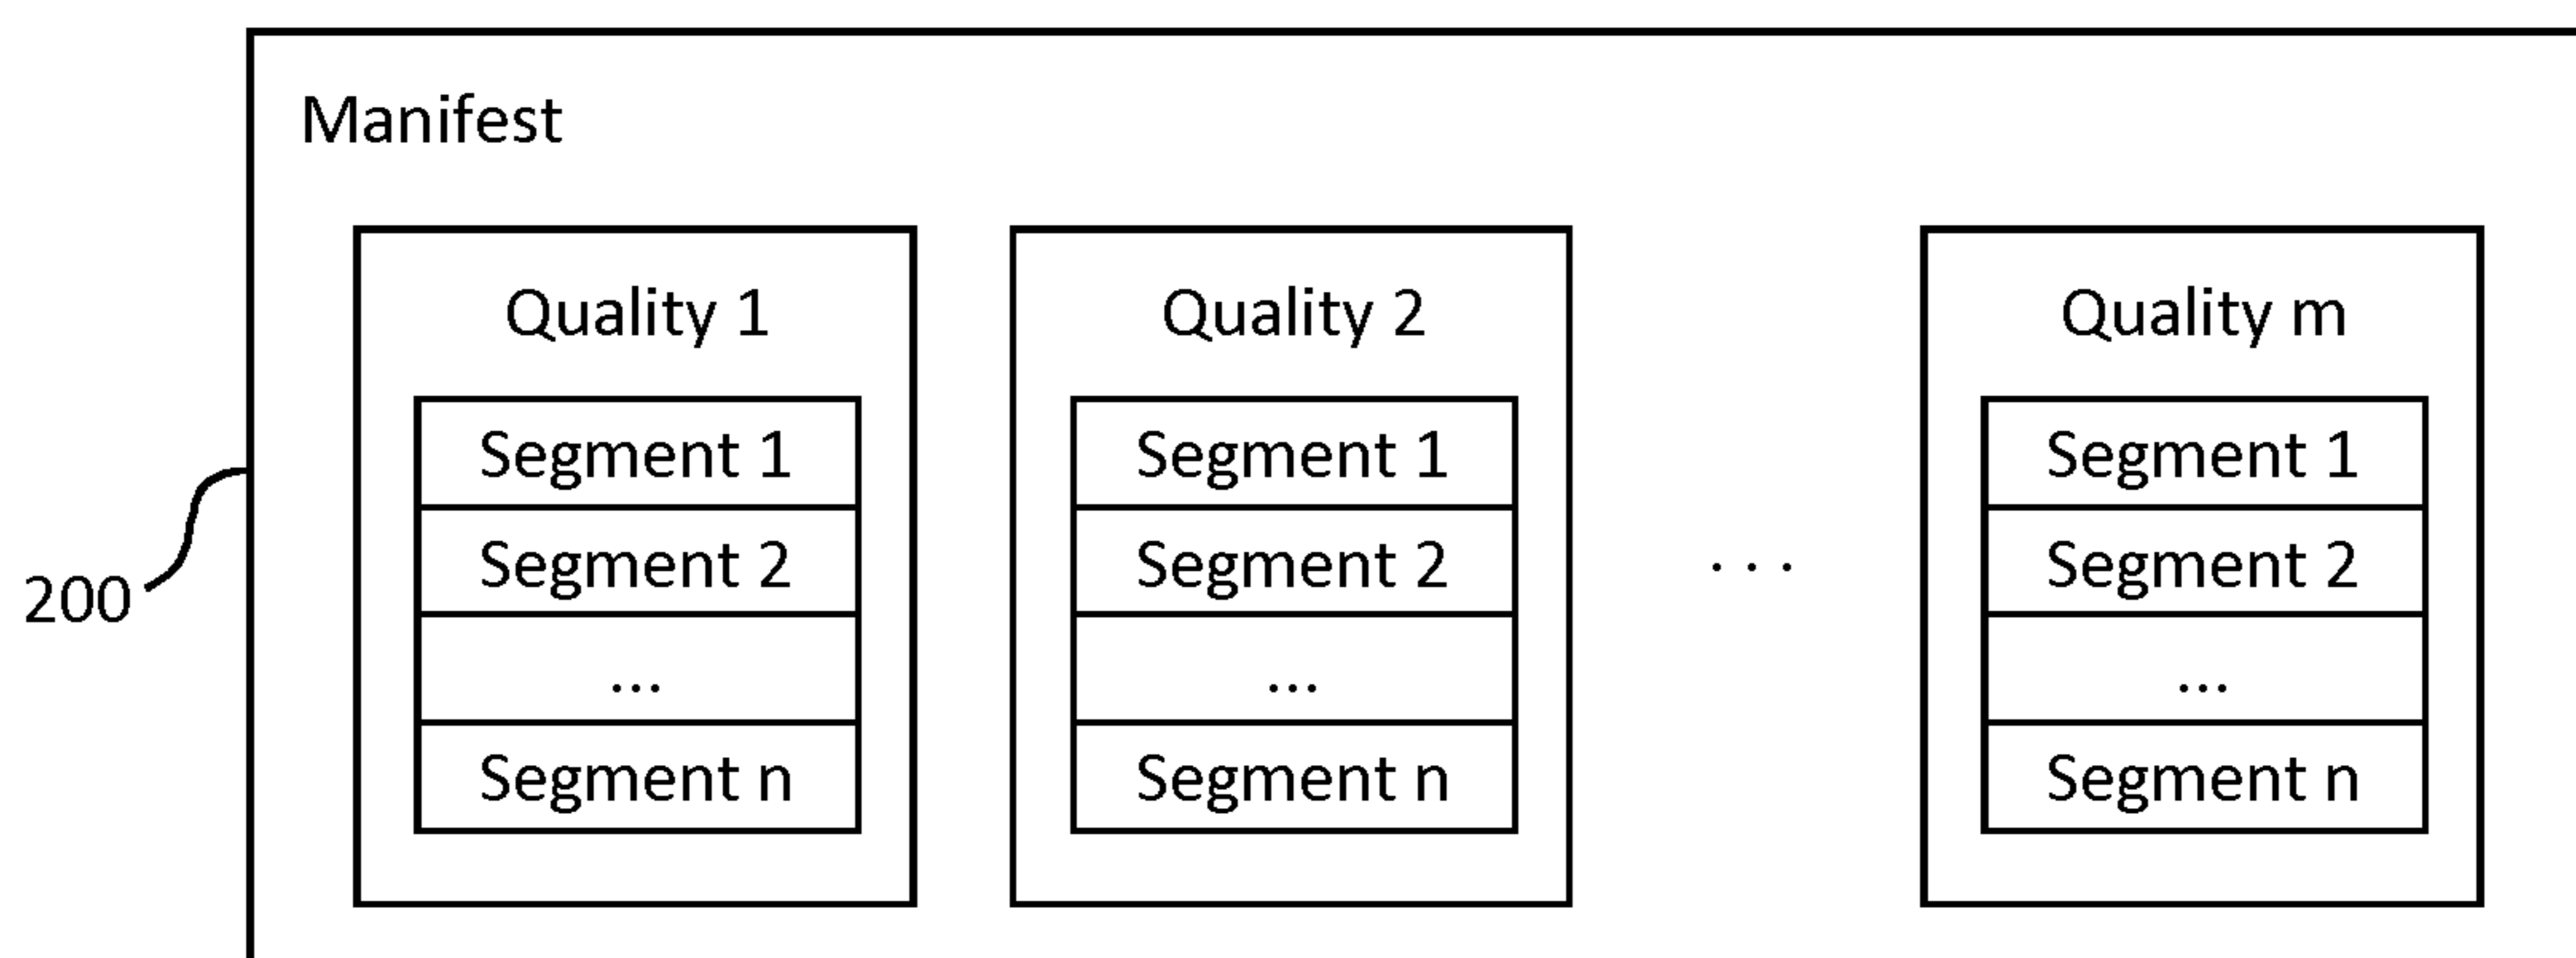 Manifest
Quality 1
Segment 1
Segment 2
...
Segment n
Quality 2
Segment 1
Segment 2
...
Segment n
. . .
Quality m
Segment 1
Segment 2
...
Segment n
200